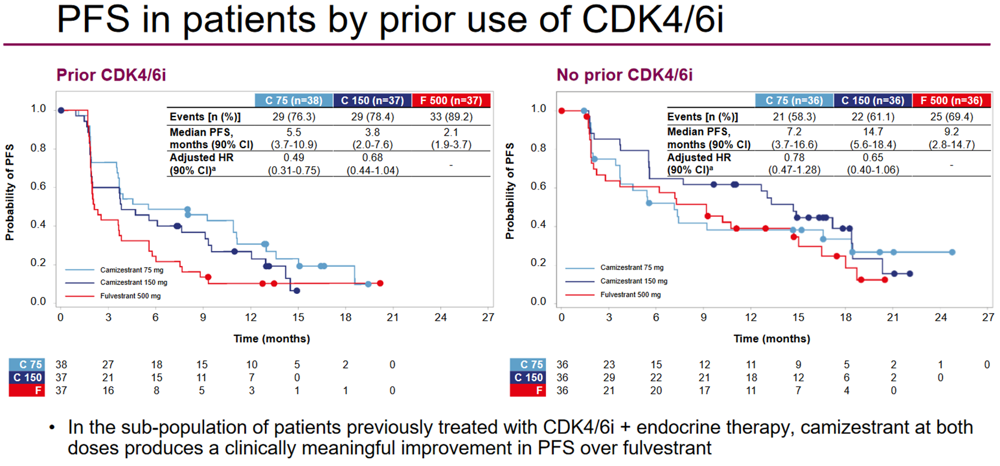 PFS in patients by prior use of CDK4/6i
Prior CDK4/6i
C 75 (n=38) C 150 (n=37) F 500 (n=37)
Events [n (%)] 29 (76.3) 29 (78.4) 33 (89.2)
Median PFS, 5.5 3.8 2.1
months (90% CI) (3.7-10.9) (2.0-7.6) (1.9-3.7)
Adjusted HR 0.49 0.68 -
(90% CI)ᵃ (0.31-0.75) (0.44-1.04)
Probability of PFS
1.0
0.8
0.6
0.4
0.2
0.0
Camizestrant 75 mg
Camizestrant 150 mg
Fulvestrant 500 mg
0 3 6 9 12 15 18 21 24 27
Time (months)
C 75 38 27 18 15 10 5 2 0
C 150 37 21 15 11 7 0
F 37 16 8 5 3 1 1 0
No prior CDK4/6i
C 75 (n=36) C 150 (n=36) F 500 (n=36)
Events [n (%)] 21 (58.3) 22 (61.1) 25 (69.4)
Median PFS, 7.2 14.7 9.2
months (90% CI) (3.7-16.6) (5.6-18.4) (2.8-14.7)
Adjusted HR 0.78 0.65 -
(90% CI)ᵃ (0.47-1.28) (0.40-1.06)
Probability of PFS
1.0
0.8
0.6
0.4
0.2
0.0
Camizestrant 75 mg
Camizestrant 150 mg
Fulvestrant 500 mg
0 3 6 9 12 15 18 21 24 27
Time (months)
C 75 36 23 15 12 11 9 5 2 1 0
C 150 36 29 22 21 18 12 6 2 0
F 36 21 20 17 11 7 4 0
• In the sub-population of patients previously treated with CDK4/6i + endocrine therapy, camizestrant at both
doses produces a clinically meaningful improvement in PFS over fulvestrant